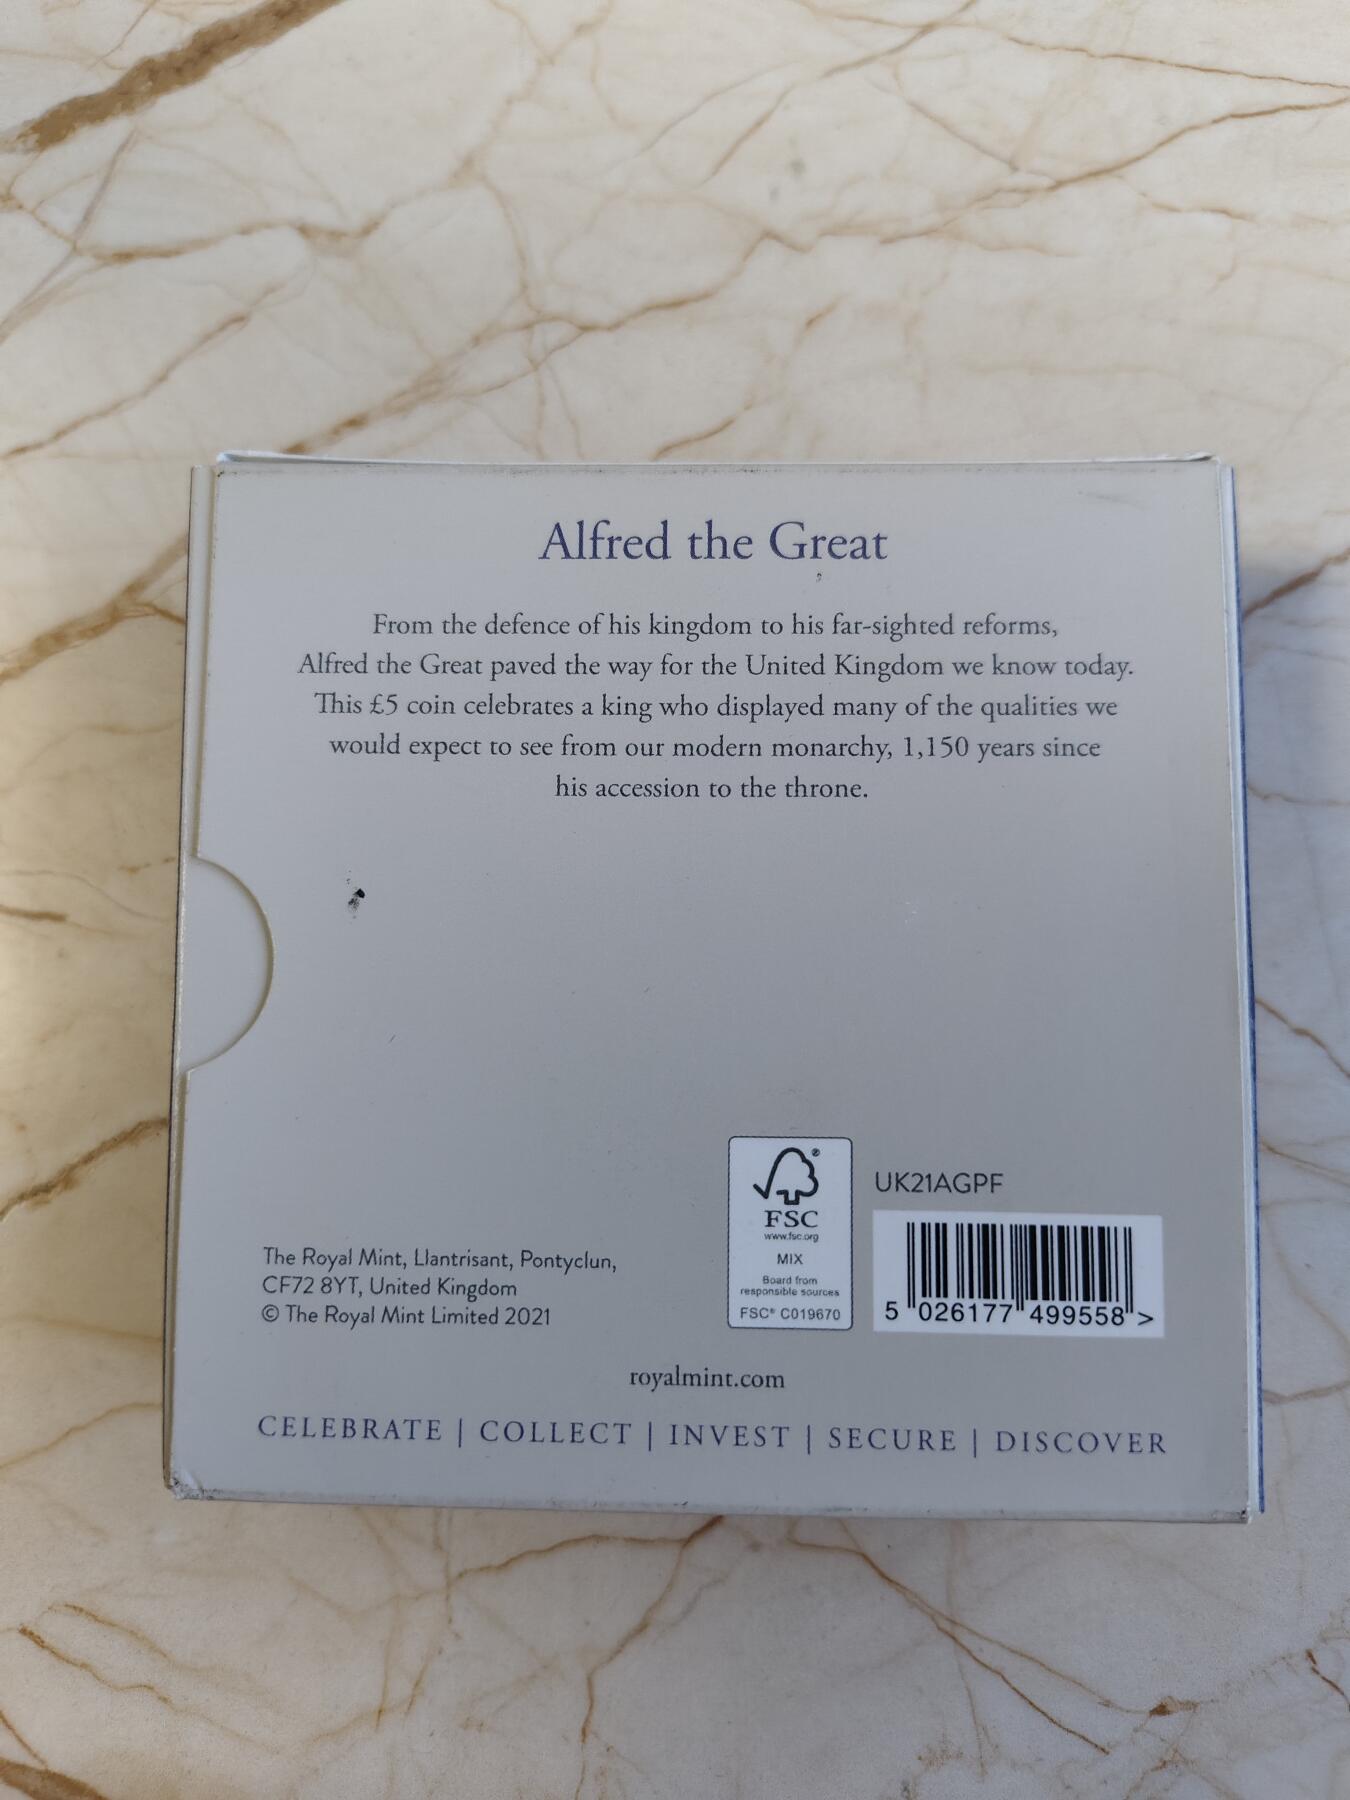 Alfred the Great
From the defence of his kingdom to his far-sighted reforms,
Alfred the Great paved the way for the United Kingdom we know today.
This £5 coin celebrates a king who displayed many of the qualities we
would expect to see from our modern monarchy, 1,150 years since
his accession to the throne.
The Royal Mint, Llantrisant, Pontyclun,
CF72 8YT, United Kingdom
© The Royal Mint Limited 2021
®
FSC
www.fsc.org
MIX
Board from
responsible sources
FSC® C019670
UK21AGPF
5 026177 499558 >
royalmint.com
CELEBRATE | COLLECT | INVEST | SECURE | DISCOVER